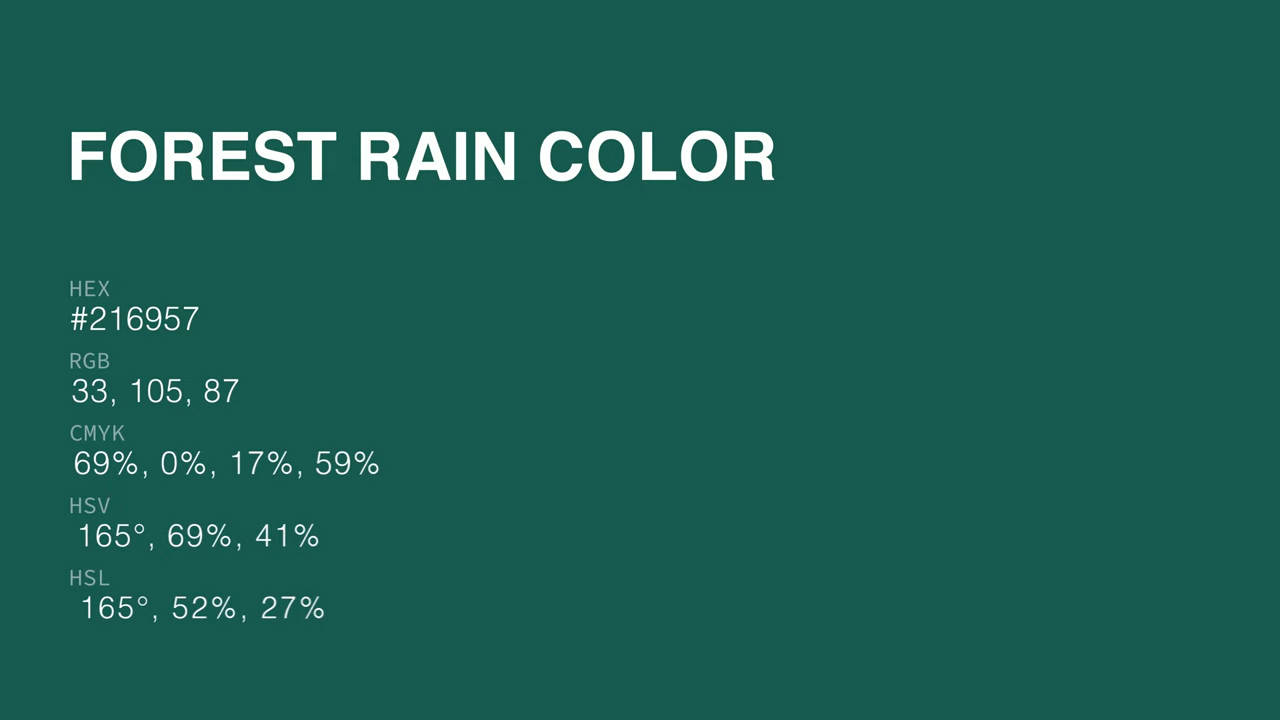 FOREST RAIN COLOR
HEX
#216957
RGB
33, 105, 87
CMYK
69%, 0%, 17%, 59%
HSV
165°, 69%, 41%
HSL
165°, 52%, 27%